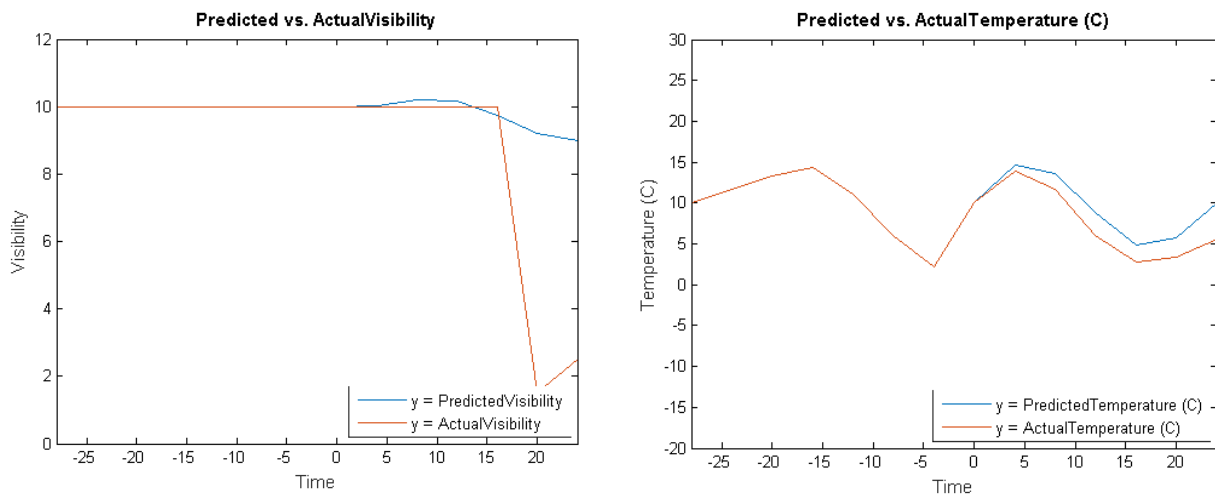 Predicted vs. ActualVisibility
12
10
8
6
4
2
0
Visibility
-25 -20 -15 -10 -5 0 5 10 15 20
Time
y = PredictedVisibility
y = ActualVisibility
Predicted vs. ActualTemperature (C)
30
25
20
15
10
5
0
-5
-10
-15
-20
Temperature (C)
-25 -20 -15 -10 -5 0 5 10 15 20
Time
y = PredictedTemperature (C)
y = ActualTemperature (C)